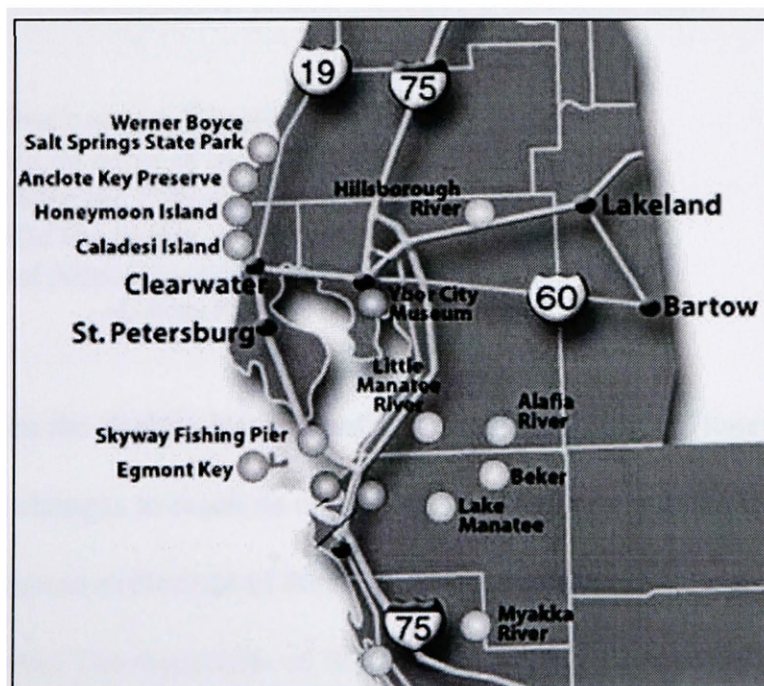 19
75
Werner Boyce
Salt Springs State Park
Anclote Key Preserve
Honeymoon Island
Hillsborough
River
Lakeland
Caladesi Island
Clearwater
Ybor City
Museum
60
Bartow
St. Petersburg
Little
Manatee
River
Alafia
River
Skyway Fishing Pier
Egmont Key
Beker
Lake
Manatee
75
Myakka
River